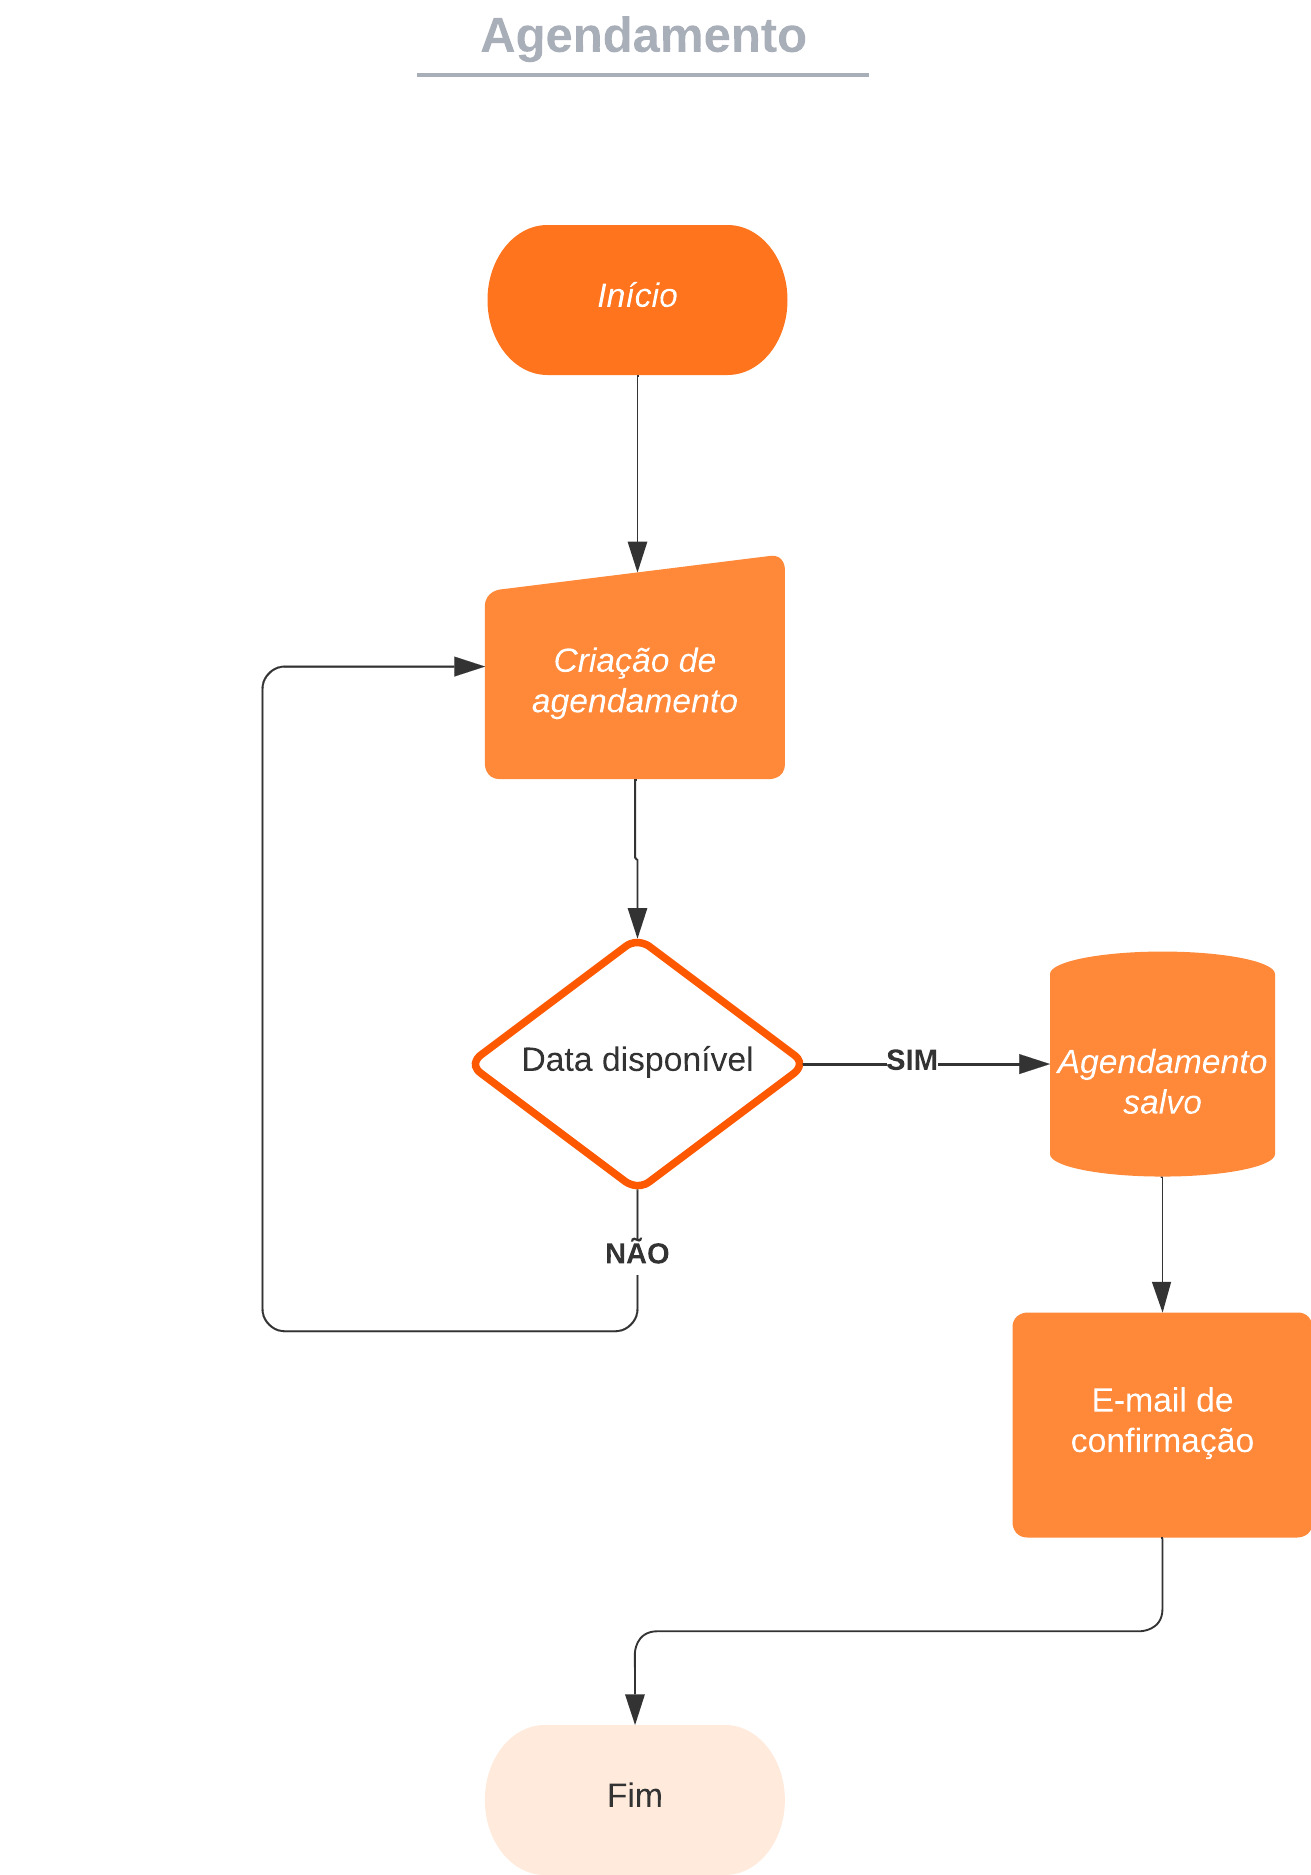 Agendamento
Início
Criação de
agendamento
Data disponível
SIM
Agendamento
salvo
NÃO
E-mail de
confirmação
Fim